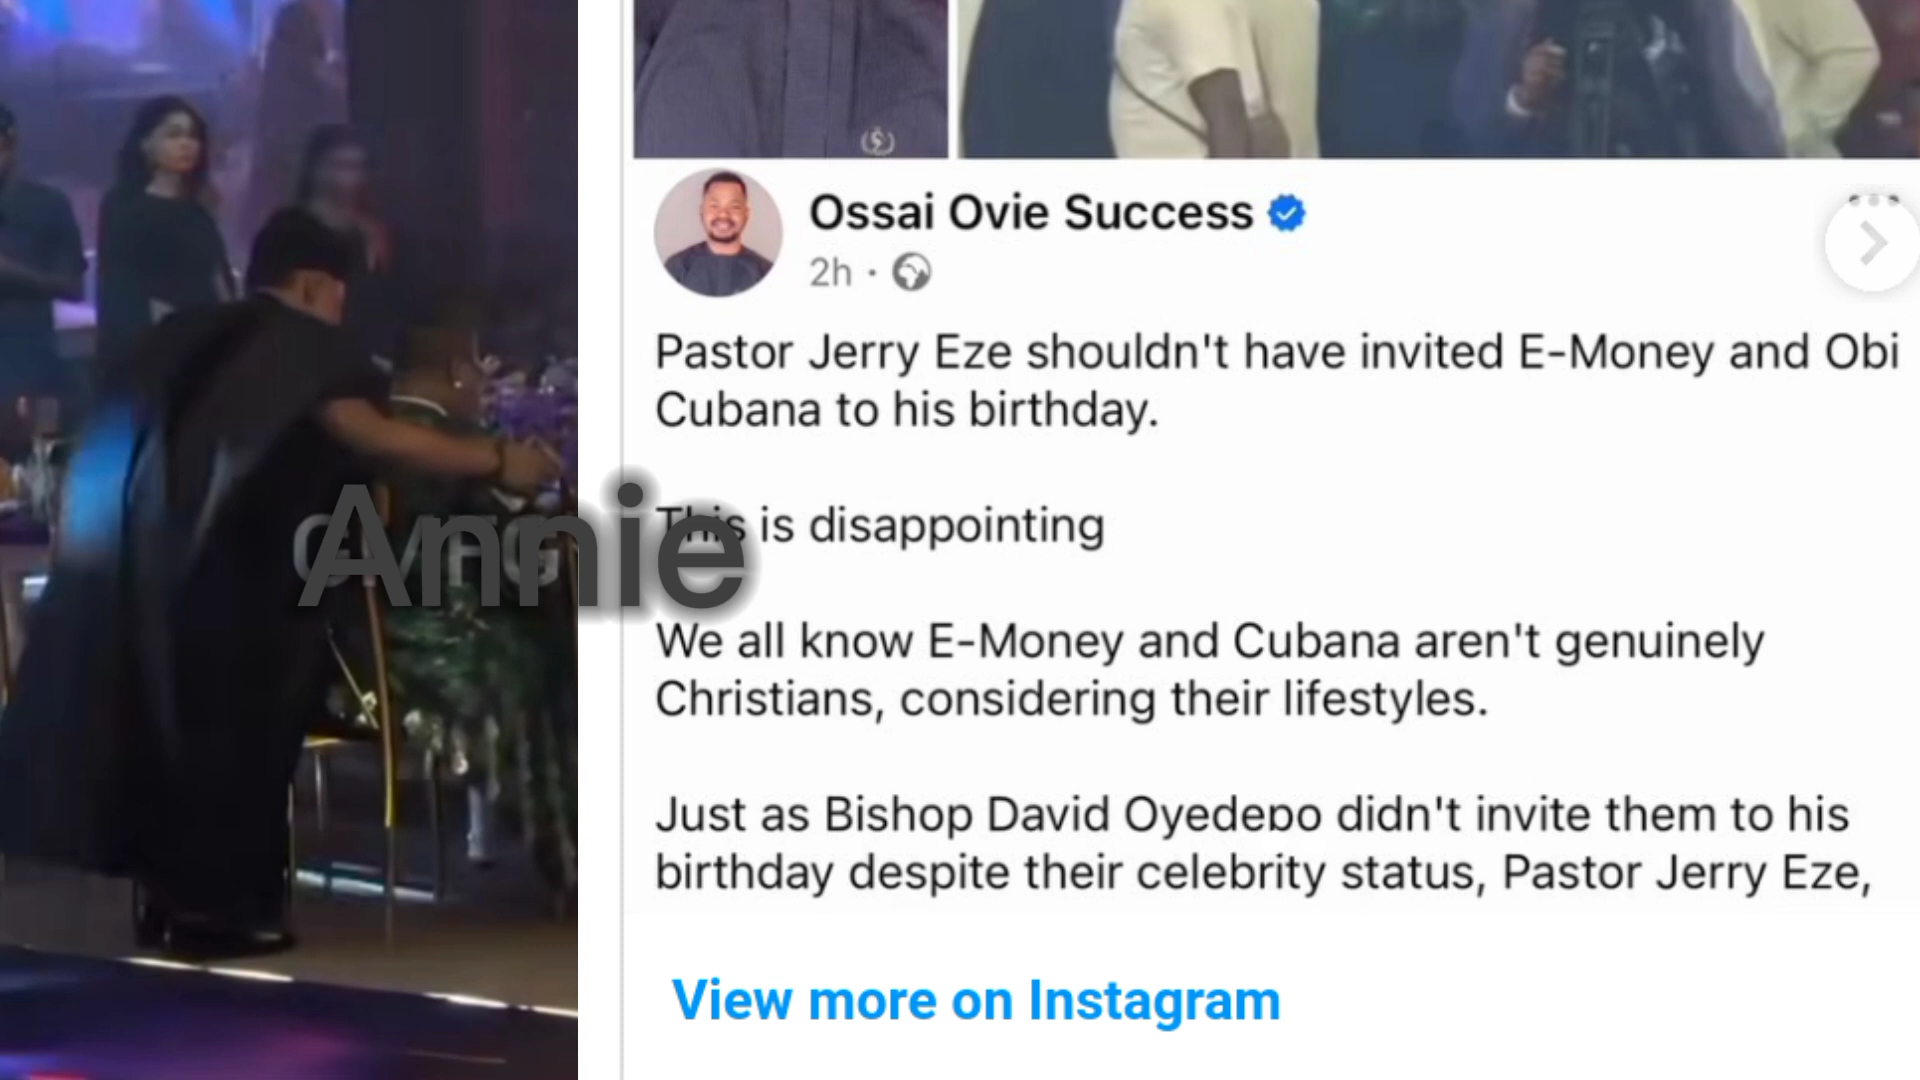 Ossai Ovie Success
2h
Pastor Jerry Eze shouldn't have invited E-Money and Obi
Cubana to his birthday.
This is disappointing
We all know E-Money and Cubana aren't genuinely
Christians, considering their lifestyles.
Just as Bishop David Oyedepo didn't invite them to his
birthday despite their celebrity status, Pastor Jerry Eze,
View more on Instagram
Annie